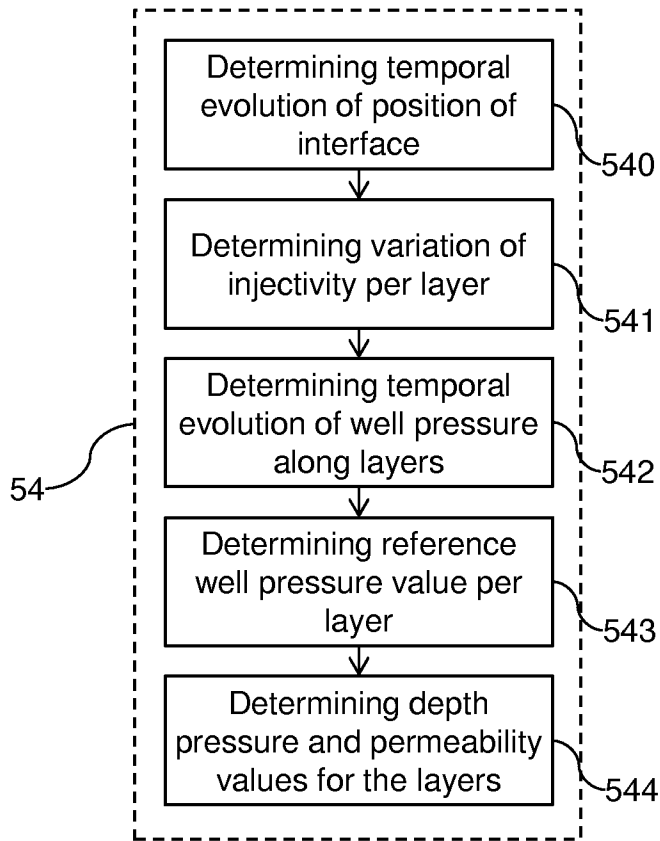 Determining temporal
evolution of position of
interface
540
Determining variation of
injectivity per layer
541
Determining temporal
evolution of well pressure
along layers
542
54
Determining reference
well pressure value per
layer
543
Determining depth
pressure and permeability
values for the layers
544